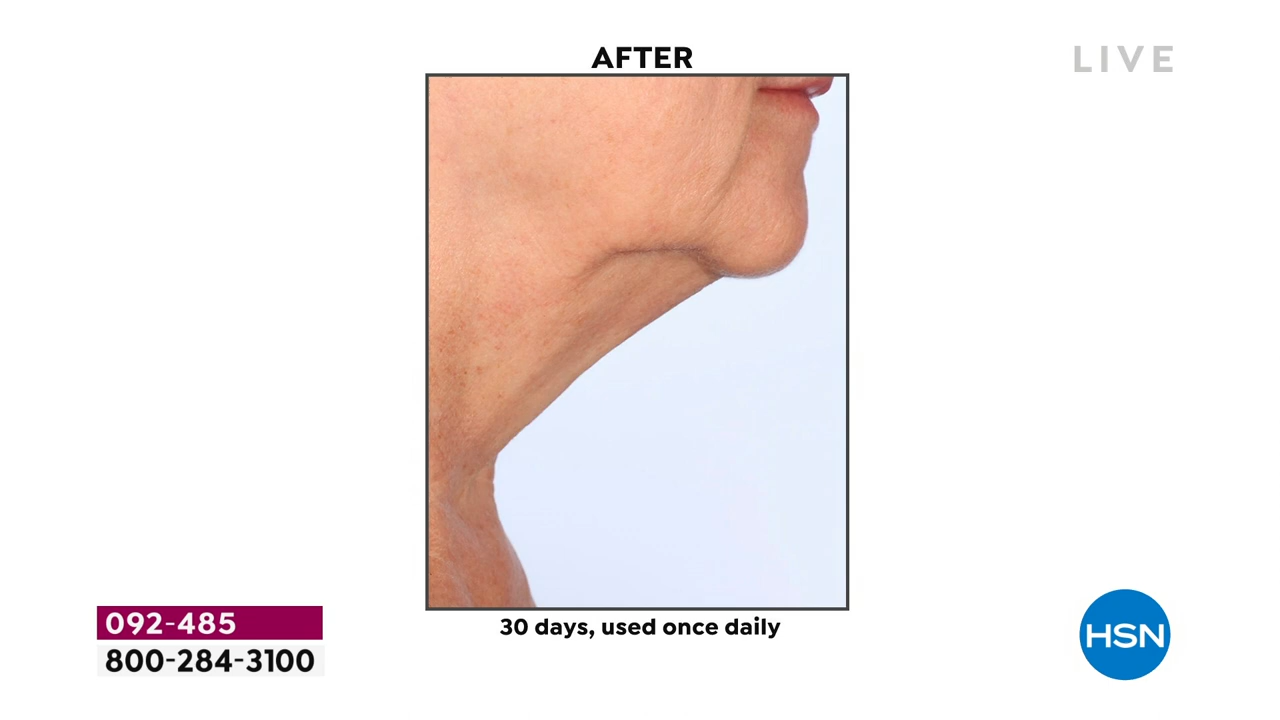 AFTER
LIVE
30 days, used once daily
092-485
800-284-3100
HSN